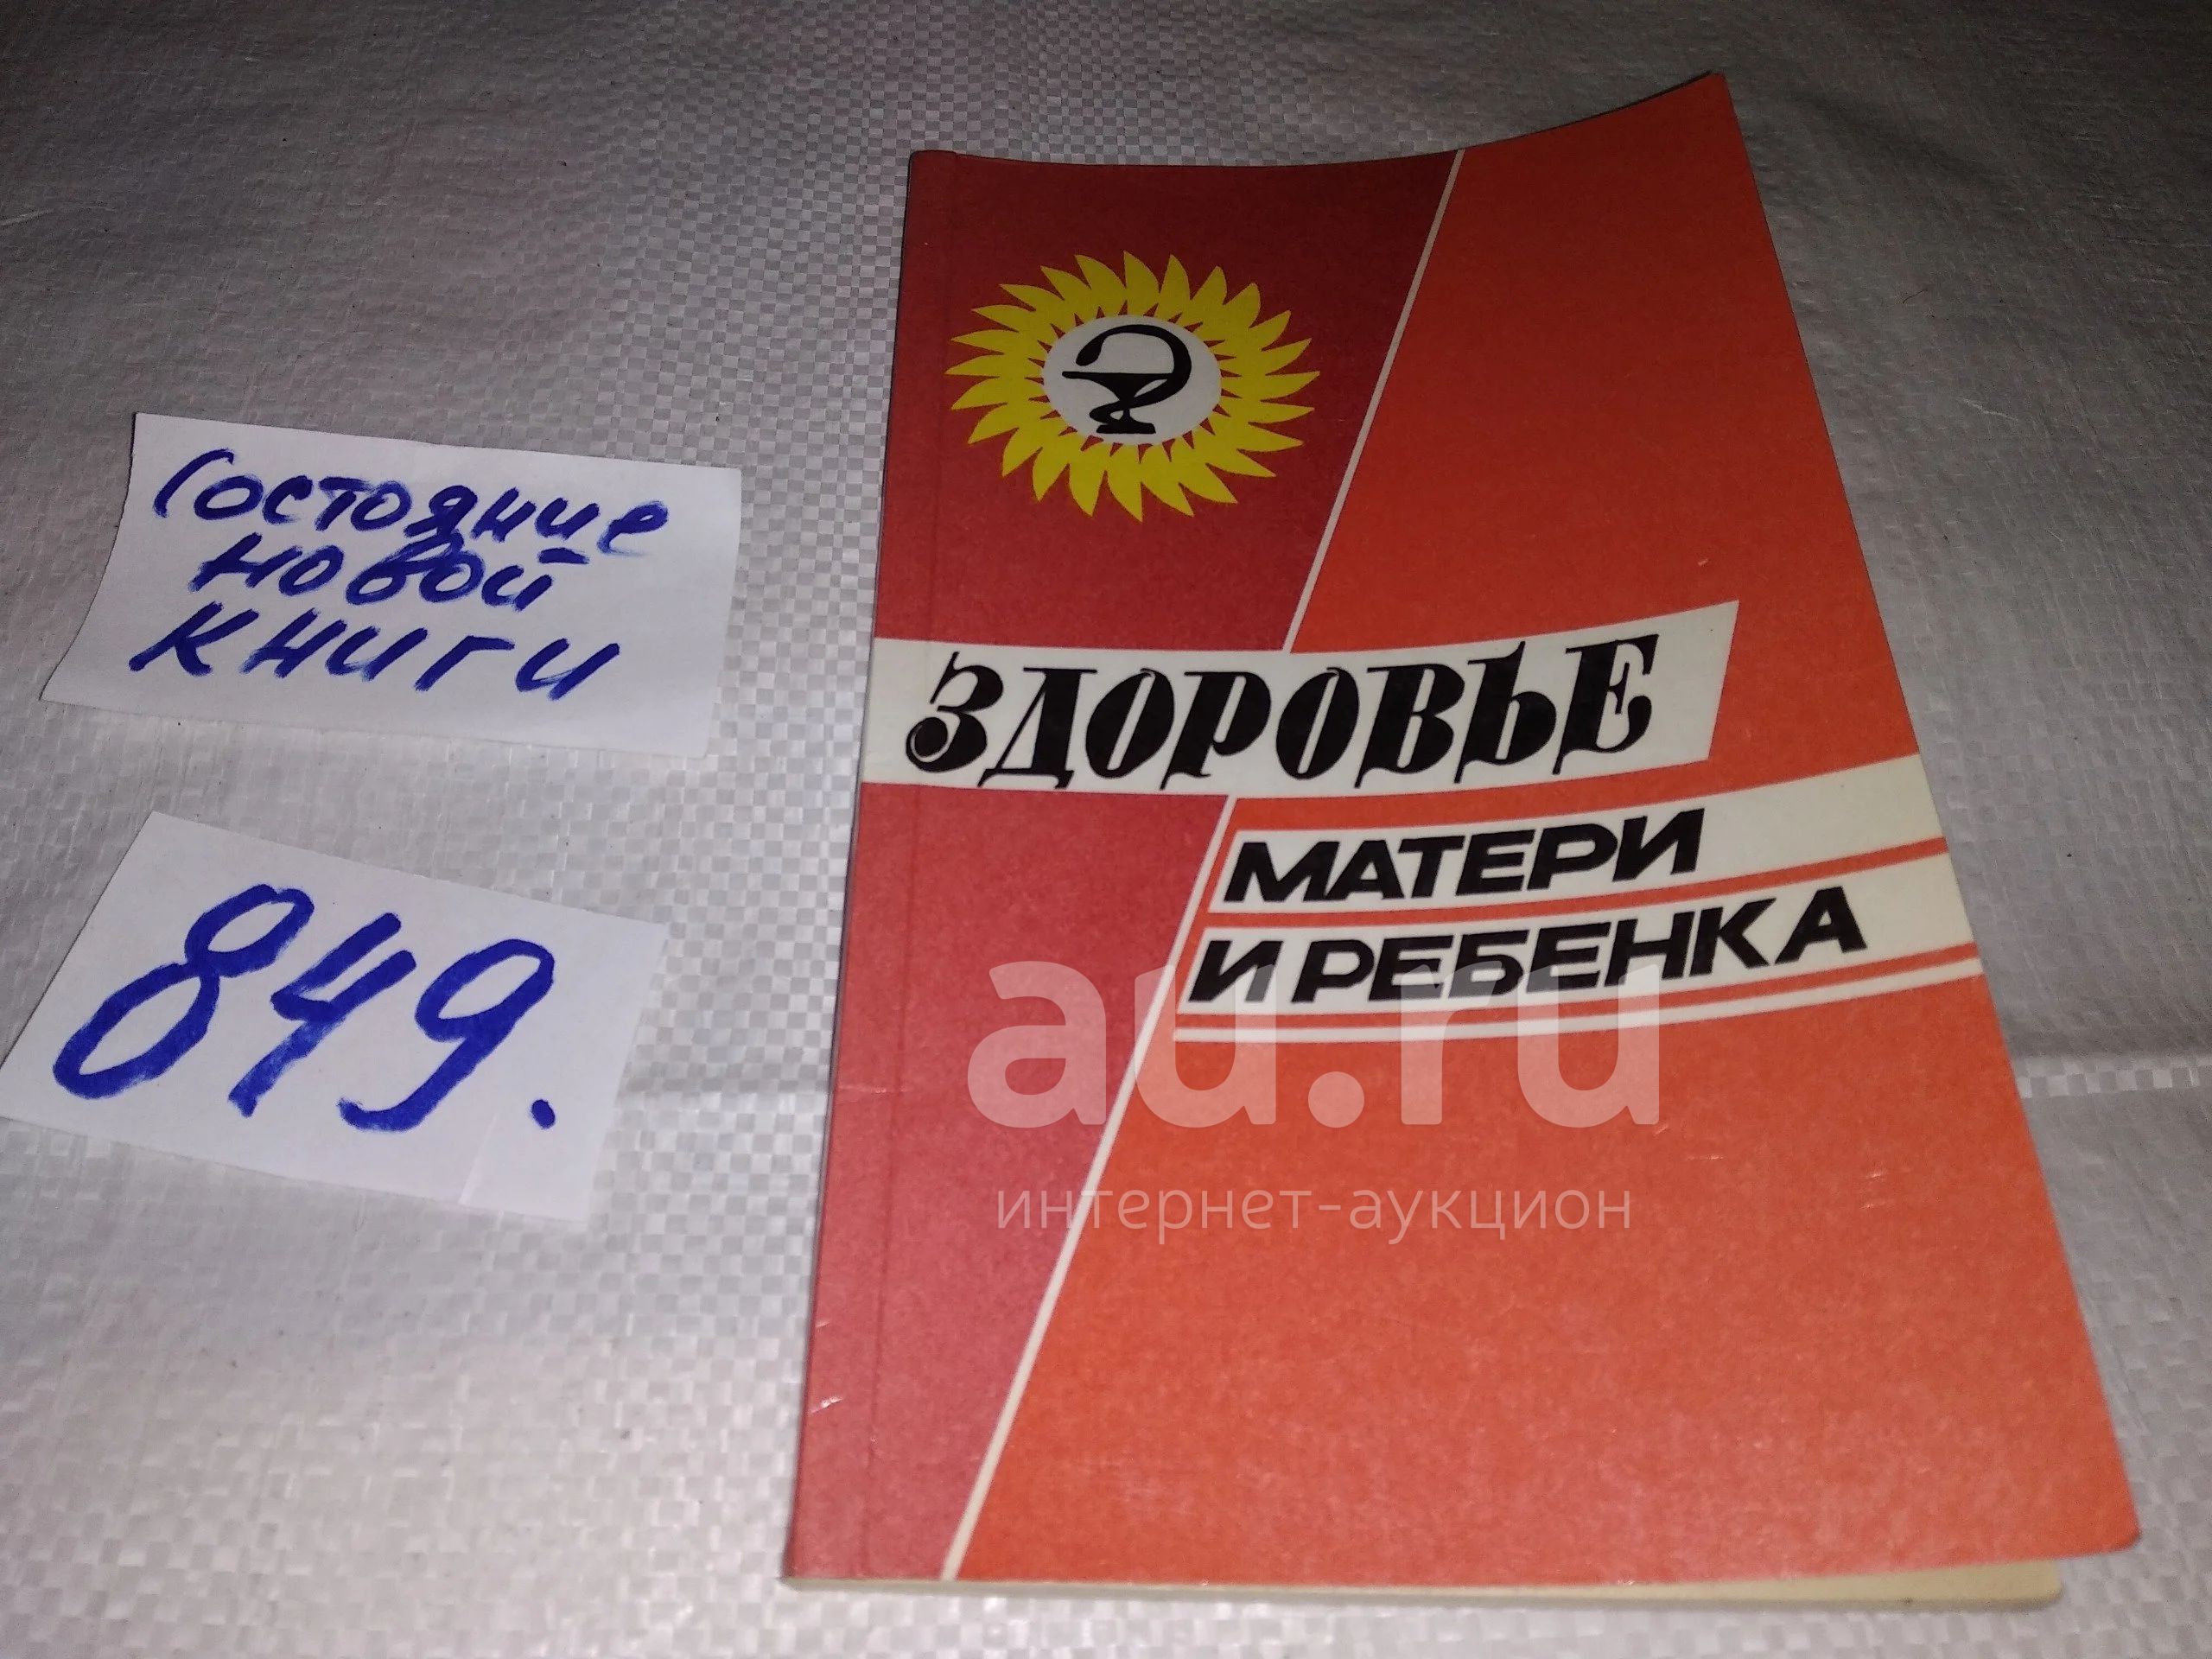 Состояние
новой
книги
849.
ЗДОРОВЬЕ
МАТЕРИ
И РЕБЕНКА
au.ru
интернет-аукцион